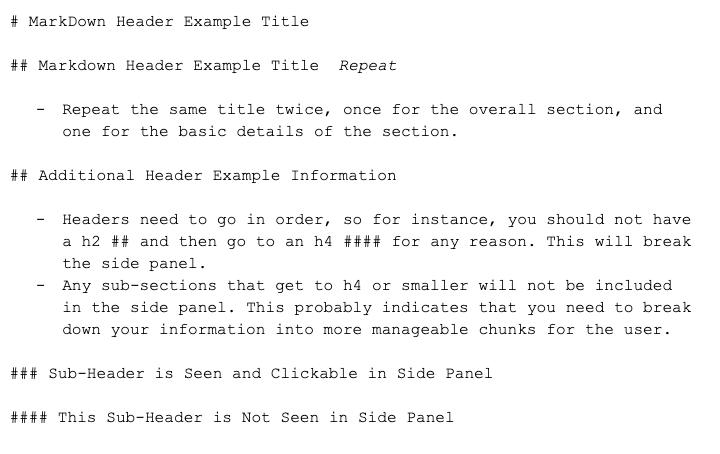 # MarkDown Header Example Title
## Markdown Header Example Title  Repeat
- Repeat the same title twice, once for the overall section, and
one for the basic details of the section.
## Additional Header Example Information
- Headers need to go in order, so for instance, you should not have
a h2 ## and then go to an h4 #### for any reason. This will break
the side panel.
- Any sub-sections that get to h4 or smaller will not be included
in the side panel. This probably indicates that you need to break
down your information into more manageable chunks for the user.
### Sub-Header is Seen and Clickable in Side Panel
#### This Sub-Header is Not Seen in Side Panel